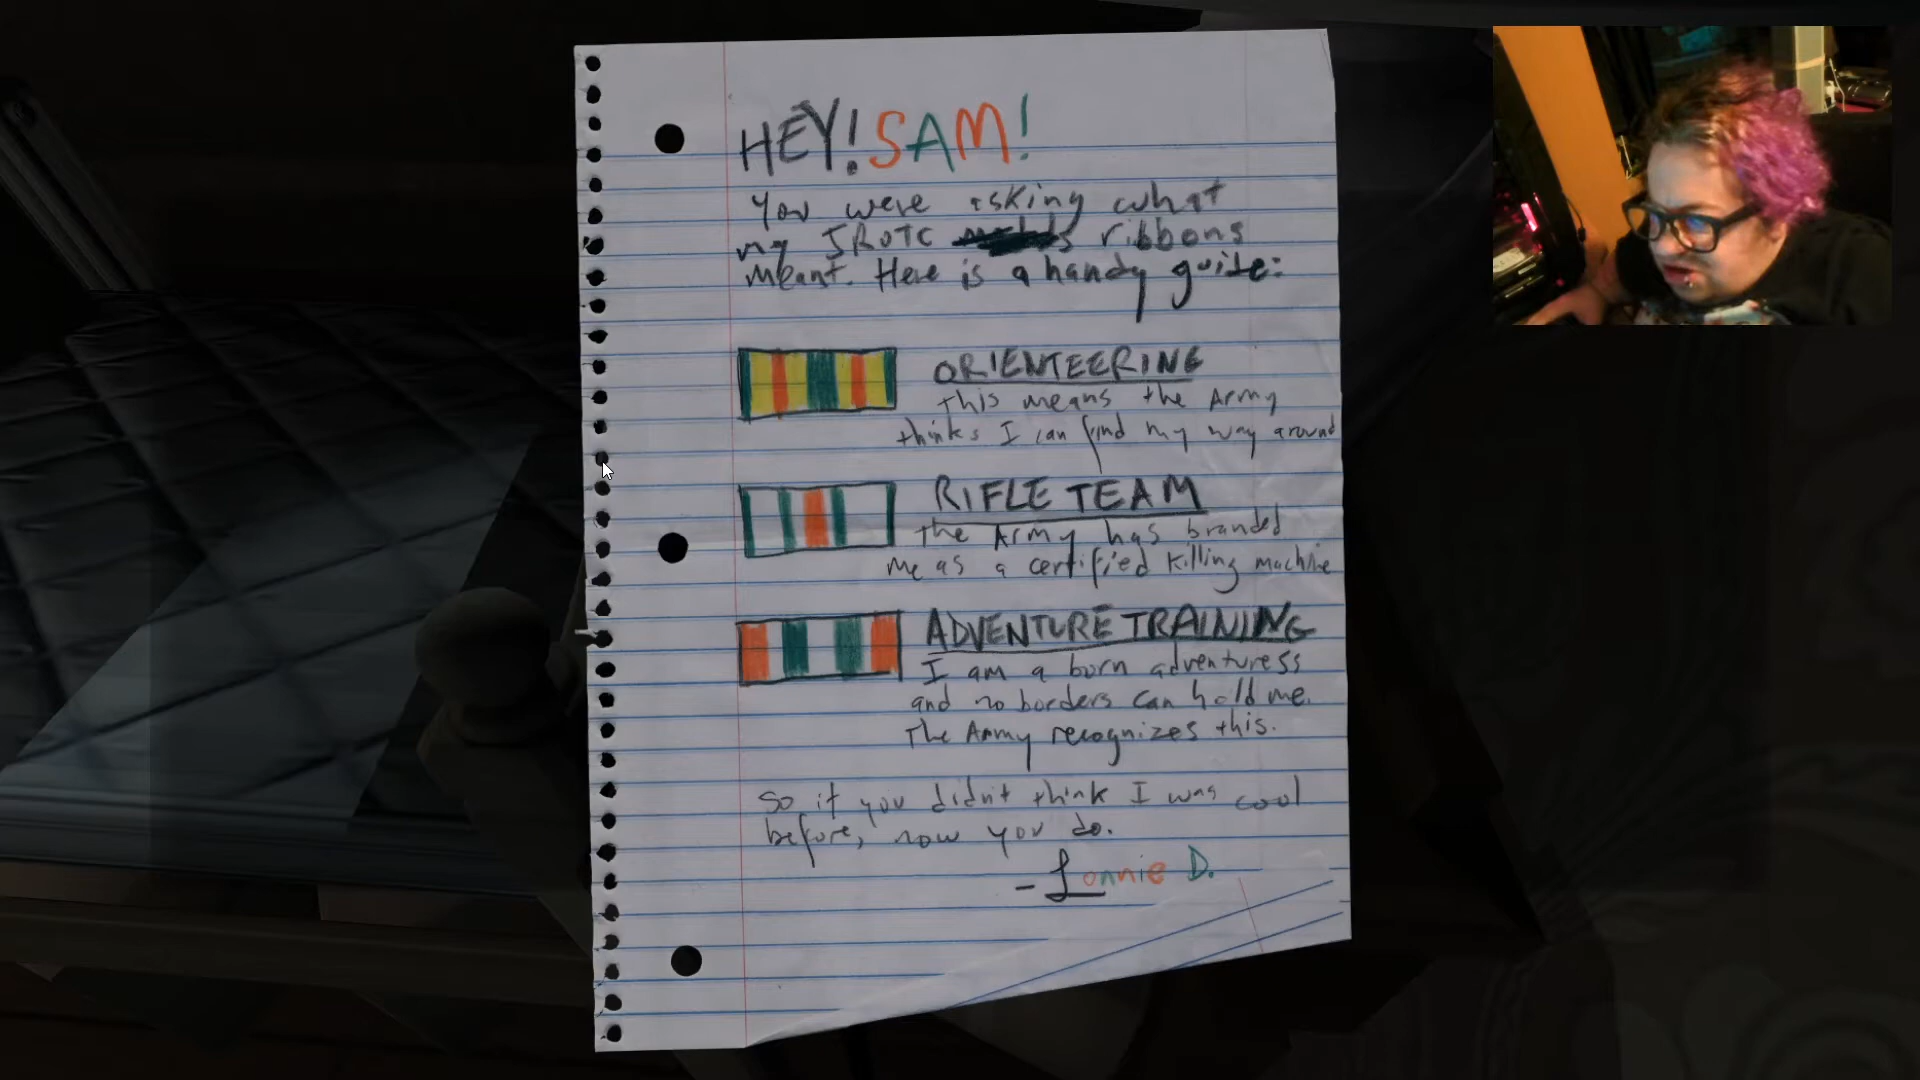 HEY! SAM!
You were asking what
my JROTC ribbons
meant. Here is a handy guide:
ORIENTEERING
this means the Army
thinks I can find my way around
RIFLE TEAM
the Army has branded
me as a certified killing machine
ADVENTURE TRAINING
I am a born adventuress
and no borders can hold me.
The Army recognizes this.
So if you didn't think I was cool
before, now you do.
- Lonnie D.